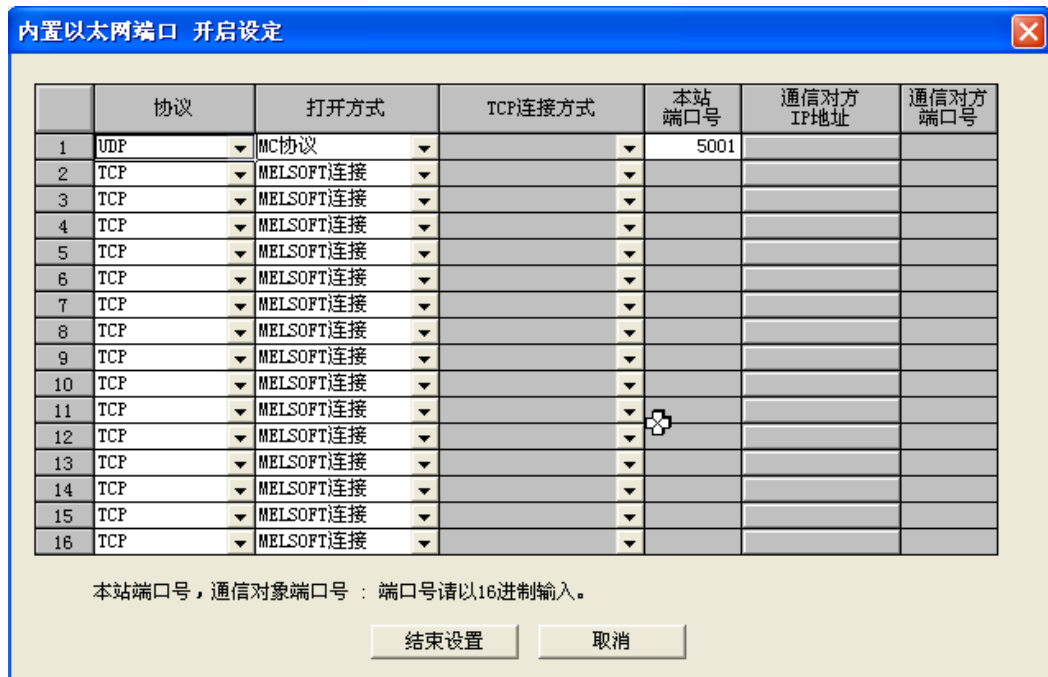 内置以太网端口 开启设定
协议 打开方式 TCP连接方式 本站端口号 通信对方IP地址 通信对方端口号
1 UDP MC协议 5001
2 TCP MELSOFT连接
3 TCP MELSOFT连接
4 TCP MELSOFT连接
5 TCP MELSOFT连接
6 TCP MELSOFT连接
7 TCP MELSOFT连接
8 TCP MELSOFT连接
9 TCP MELSOFT连接
10 TCP MELSOFT连接
11 TCP MELSOFT连接
12 TCP MELSOFT连接
13 TCP MELSOFT连接
14 TCP MELSOFT连接
15 TCP MELSOFT连接
16 TCP MELSOFT连接
本站端口号，通信对象端口号 : 端口号请以16进制输入。
结束设置 取消